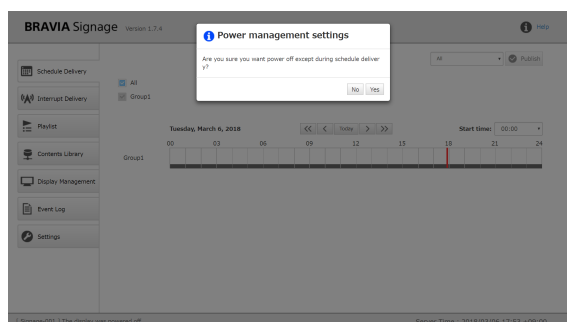 BRAVIA Signage Version 1.7.4
Help
Power management settings
Are you sure you want power off except during schedule deliver
y?
No Yes
All
Publish
Schedule Delivery
Interrupt Delivery
Playlist
Contents Library
Display Management
Event Log
Settings
All
Group1
Tuesday, March 6, 2018
<< < Today > >>
Start time: 00:00
00 03 06 09 12 15 18 21 24
Group1
[ Signage-001 ] The display was powered off.
Server Time : 2018/03/06 17:53 +09:00